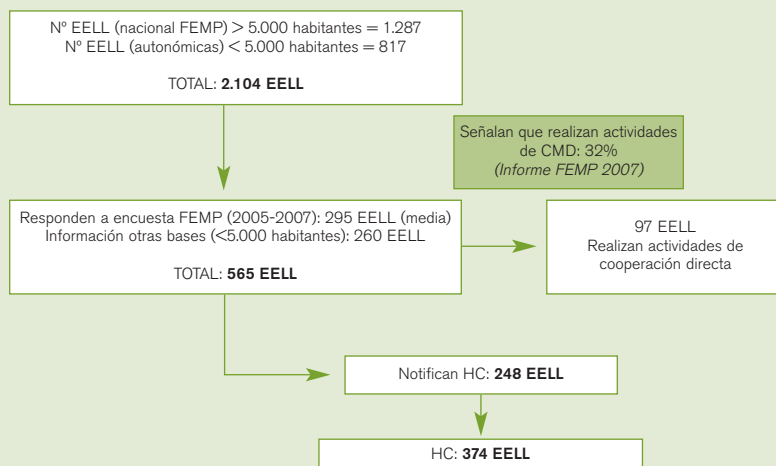 Nº EELL (nacional FEMP) > 5.000 habitantes = 1.287
Nº EELL (autonómicas) < 5.000 habitantes = 817
TOTAL: 2.104 EELL
Señalan que realizan actividades
de CMD: 32%
(Informe FEMP 2007)
Responden a encuesta FEMP (2005-2007): 295 EELL (media)
Información otras bases (<5.000 habitantes): 260 EELL
TOTAL: 565 EELL
97 EELL
Realizan actividades de
cooperación directa
Notifican HC: 248 EELL
HC: 374 EELL